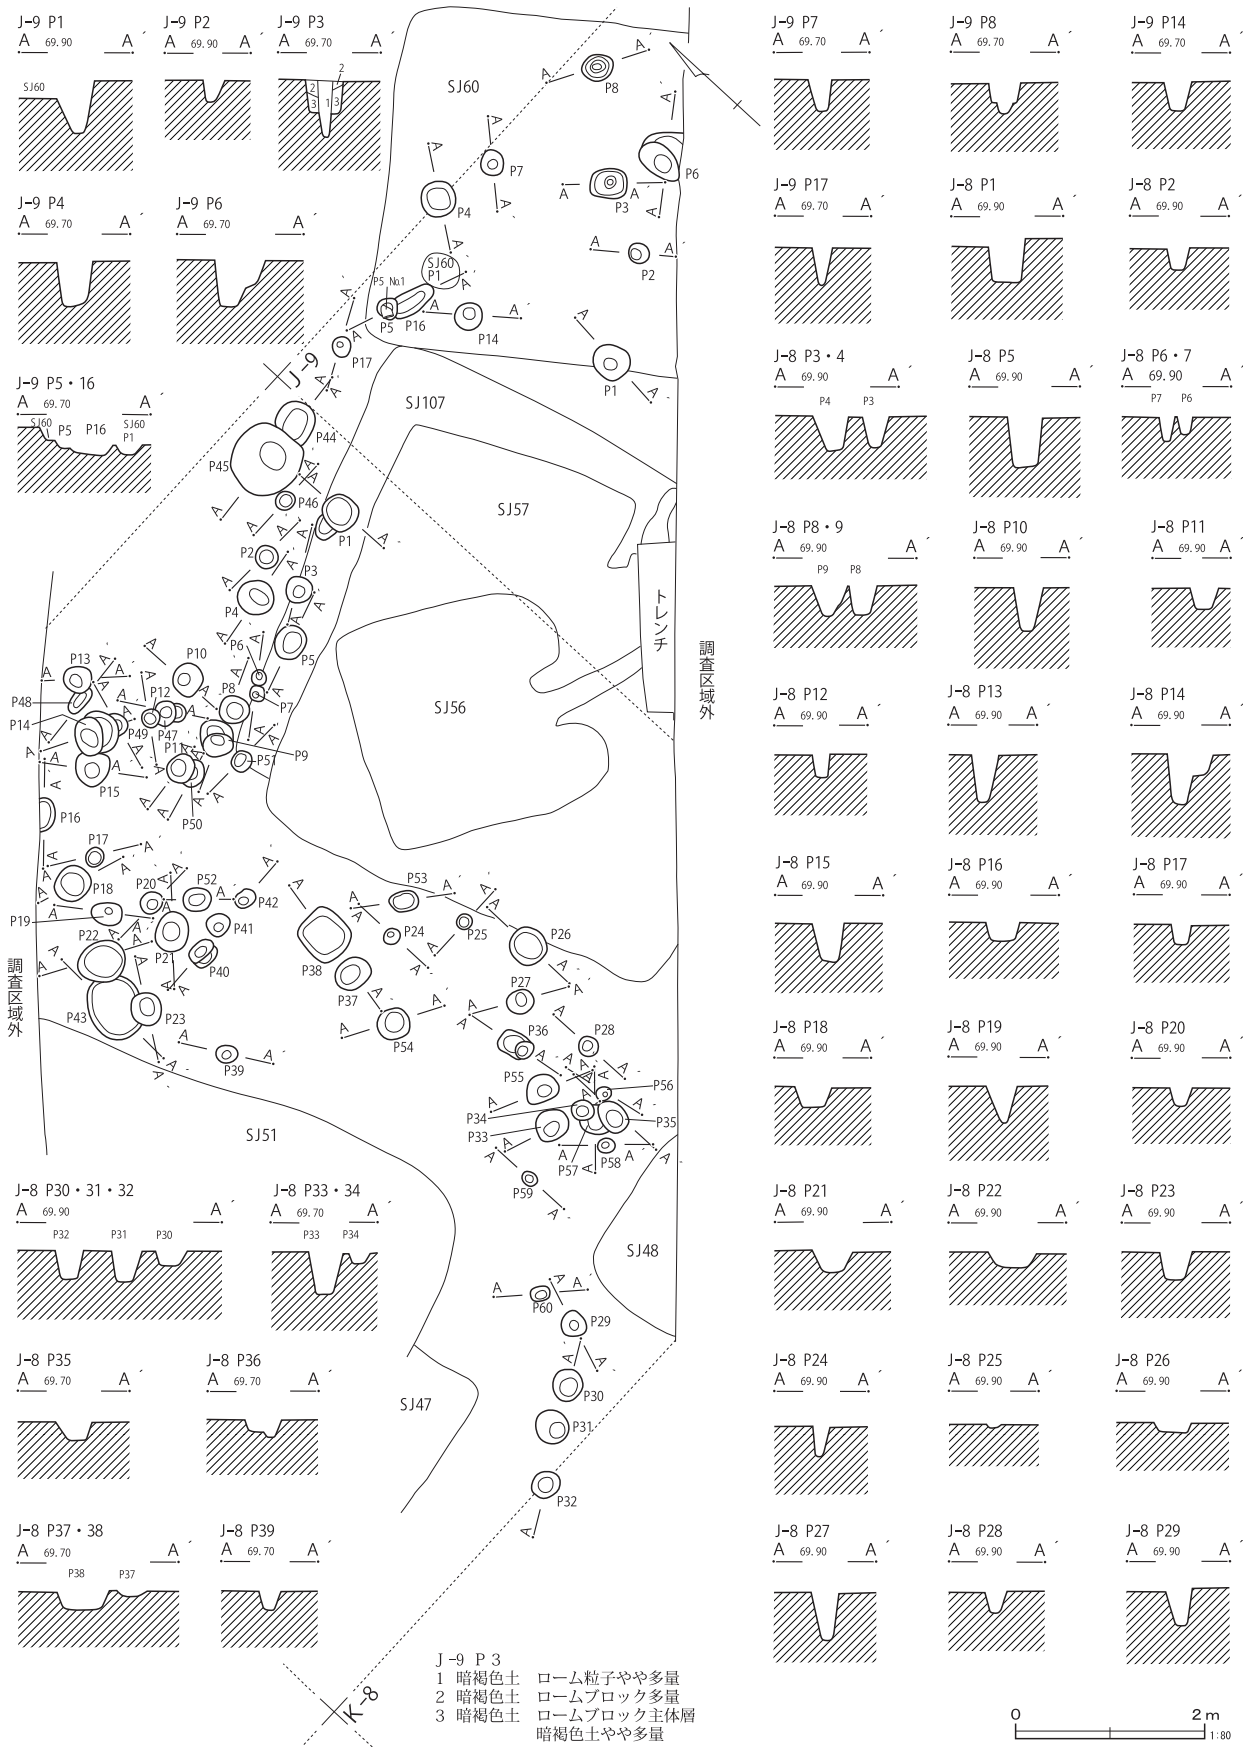 J-9 P1
A 69.90 A´
SJ60
J-9 P2
A 69.90 A´
J-9 P3
A 69.70 A´
2
2 1
3 3
J-9 P4
A 69.70 A´
J-9 P6
A 69.70 A´
J-9 P5・16
A 69.70 A´
SJ60 P5 P16 SJ60 P1
J-9 P7
A 69.70 A´
J-9 P8
A 69.70 A´
J-9 P14
A 69.70 A´
J-9 P17
A 69.70 A´
J-8 P1
A 69.90 A´
J-8 P2
A 69.90 A´
J-8 P3・4
A 69.90 A´
P4 P3
J-8 P5
A 69.90 A´
J-8 P6・7
A 69.90 A´
P7 P6
J-8 P8・9
A 69.90 A´
P9 P8
J-8 P10
A 69.90 A´
J-8 P11
A 69.90 A´
J-8 P12
A 69.90 A´
J-8 P13
A 69.90 A´
J-8 P14
A 69.90 A´
J-8 P15
A 69.90 A´
J-8 P16
A 69.90 A´
J-8 P17
A 69.90 A´
J-8 P18
A 69.90 A´
J-8 P19
A 69.90 A´
J-8 P20
A 69.90 A´
J-8 P21
A 69.90 A´
J-8 P22
A 69.90 A´
J-8 P23
A 69.90 A´
J-8 P24
A 69.90 A´
J-8 P25
A 69.90 A´
J-8 P26
A 69.90 A´
J-8 P27
A 69.90 A´
J-8 P28
A 69.90 A´
J-8 P29
A 69.90 A´
J-8 P30・31・32
A 69.90 A´
P32 P31 P30
J-8 P33・34
A 69.70 A´
P33 P34
J-8 P35
A 69.70 A´
J-8 P36
A 69.70 A´
J-8 P37・38
A 69.70 A´
P38 P37
J-8 P39
A 69.70 A´
SJ60
P8
P7
P6
P4
P3
P2
SJ60
P1
P5 No.1
P5
P16
P14
P17
P1
J-9
SJ107
P44
P45
P46
SJ57
P1
P2
P3
P4
P5
P6
P7
トレンチ
調査区域外
P13
P10
P48
P12
P8
P14
P49
P47
P11
P9
P51
P15
P50
P16
SJ56
P17
P18
P20
P52
P42
P53
P19
P41
P24
P25
P26
P22
P21
P40
P38
P37
P27
調査区域外
P43
P23
P54
P36
P28
P39
P55
P56
P34
P35
P33
P57
P58
P59
SJ51
SJ48
P60
P29
P30
SJ47
P31
P32
K-8
J-9 P3
1 暗褐色土 ローム粒子やや多量
2 暗褐色土 ロームブロック多量
3 暗褐色土 ロームブロック主体層
暗褐色土やや多量
0 2m
1:80